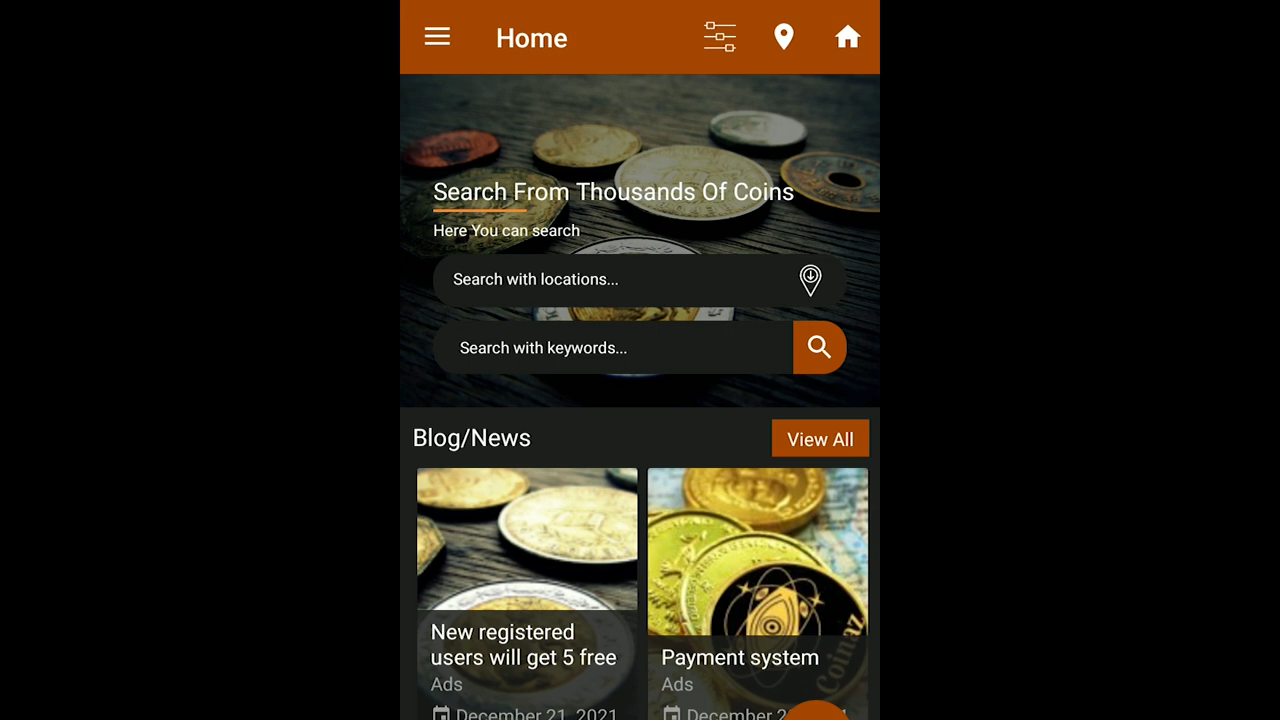 Home
Search From Thousands Of Coins
Here You can search
Search with locations...
Search with keywords...
Blog/News
View All
New registered
users will get 5 free
Ads
December 21, 2021
Payment system
Ads
Coinaz